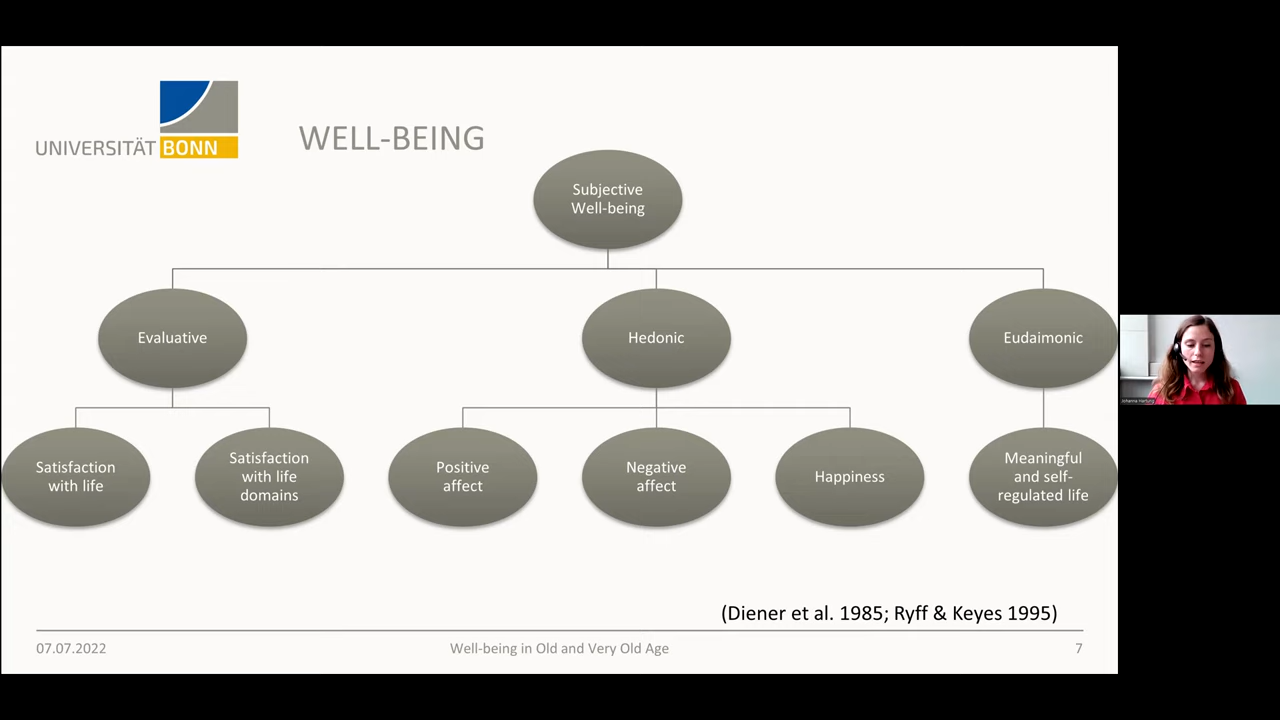 UNIVERSITÄT BONN
WELL-BEING
Subjective
Well-being
Evaluative
Hedonic
Eudaimonic
Satisfaction
with life
Satisfaction
with life
domains
Positive
affect
Negative
affect
Happiness
Meaningful
and self-
regulated life
(Diener et al. 1985; Ryff & Keyes 1995)
07.07.2022
Well-being in Old and Very Old Age
7
Johanna Hartung